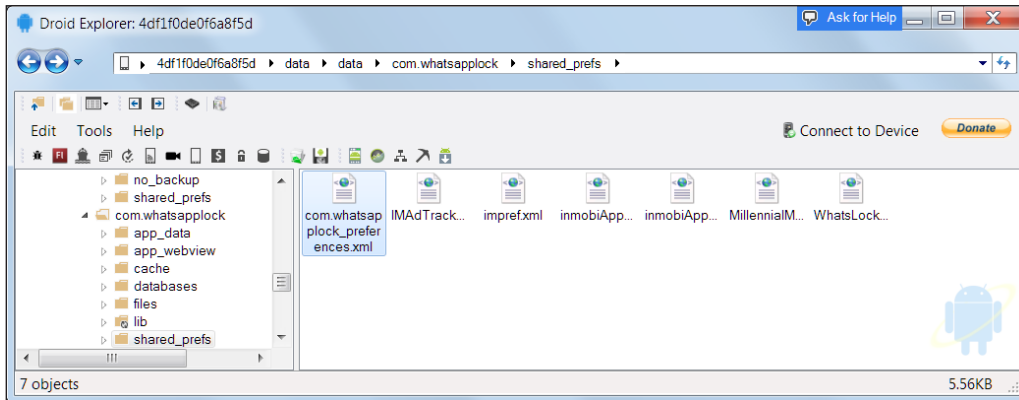 Droid Explorer: 4df1f0de0f6a8f5d
Ask for Help
4df1f0de0f6a8f5d data data com.whatsapplock shared_prefs
Edit Tools Help
Connect to Device
Donate
FI $
no_backup
shared_prefs
com.whatsapplock
app_data
app_webview
cache
databases
files
lib
shared_prefs
com.whatsap
plock_prefer
ences.xml
IMAdTrack...
impref.xml
inmobiApp...
inmobiApp...
MillennialM...
WhatsLock...
7 objects
5.56KB